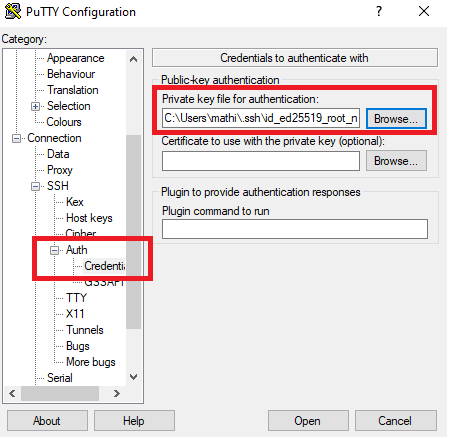 PuTTY Configuration
?
Category:
Appearance
Behaviour
Translation
Selection
Colours
Connection
Data
Proxy
SSH
Kex
Host keys
Cipher
Auth
Credentia
GSSAPI
TTY
X11
Tunnels
Bugs
More bugs
Serial
Credentials to authenticate with
Public-key authentication
Private key file for authentication:
C:\Users\mathi\.ssh\id_ed25519_root_n
Browse...
Certificate to use with the private key (optional):
Browse...
Plugin to provide authentication responses
Plugin command to run
About
Help
Open
Cancel